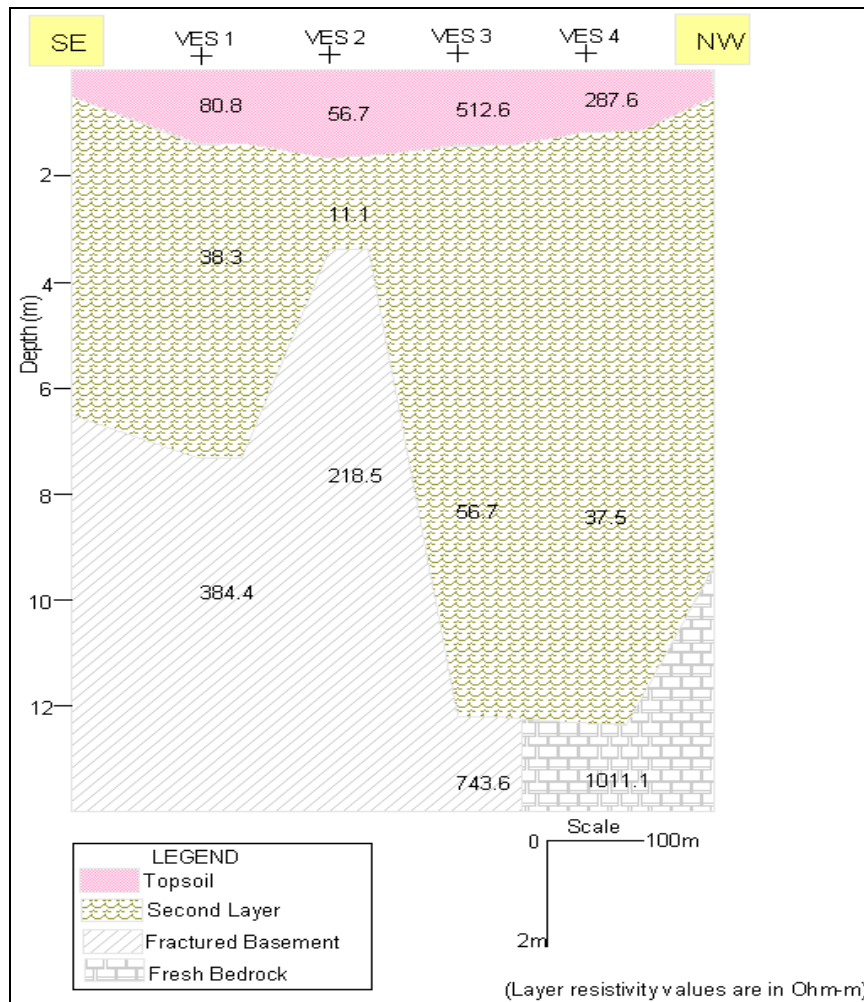 SE VES 1 VES 2 VES 3 VES 4 NW
80.8 56.7 512.6 287.6
2
11.1
38.3
4
Depth (m)
6
218.5
8
56.7 37.5
384.4
10
12
743.6 1011.1
Scale
0 100m
2m
LEGEND
Topsoil
Second Layer
Fractured Basement
Fresh Bedrock
(Layer resistivity values are in Ohm-m)